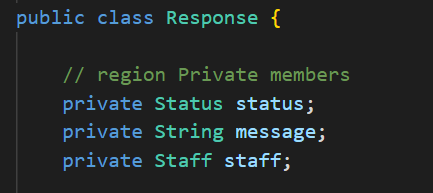 public class Response {
// region Private members
private Status status;
private String message;
private Staff staff;